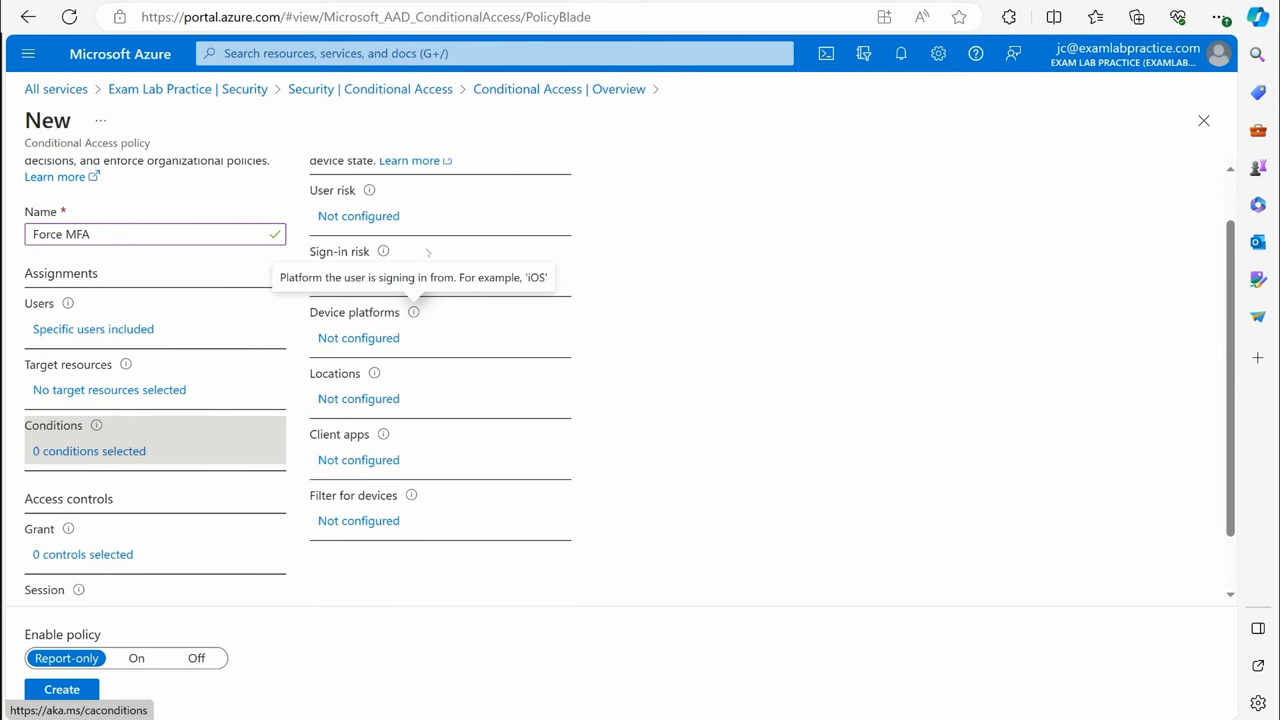 https://portal.azure.com/#view/Microsoft_AAD_ConditionalAccess/PolicyBlade
Microsoft Azure
Search resources, services, and docs (G+/)
jc@examlabpractice.com
EXAM LAB PRACTICE (EXAMLAB...
All services > Exam Lab Practice | Security > Security | Conditional Access > Conditional Access | Overview >
New ...
Conditional Access policy
decisions, and enforce organizational policies.
Learn more
Name *
Force MFA
Assignments
Users
Specific users included
Target resources
No target resources selected
Conditions
0 conditions selected
Access controls
Grant
0 controls selected
Session
device state. Learn more
User risk
Not configured
Sign-in risk
Platform the user is signing in from. For example, 'iOS'
Device platforms
Not configured
Locations
Not configured
Client apps
Not configured
Filter for devices
Not configured
Enable policy
Report-only On Off
Create
https://aka.ms/caconditions